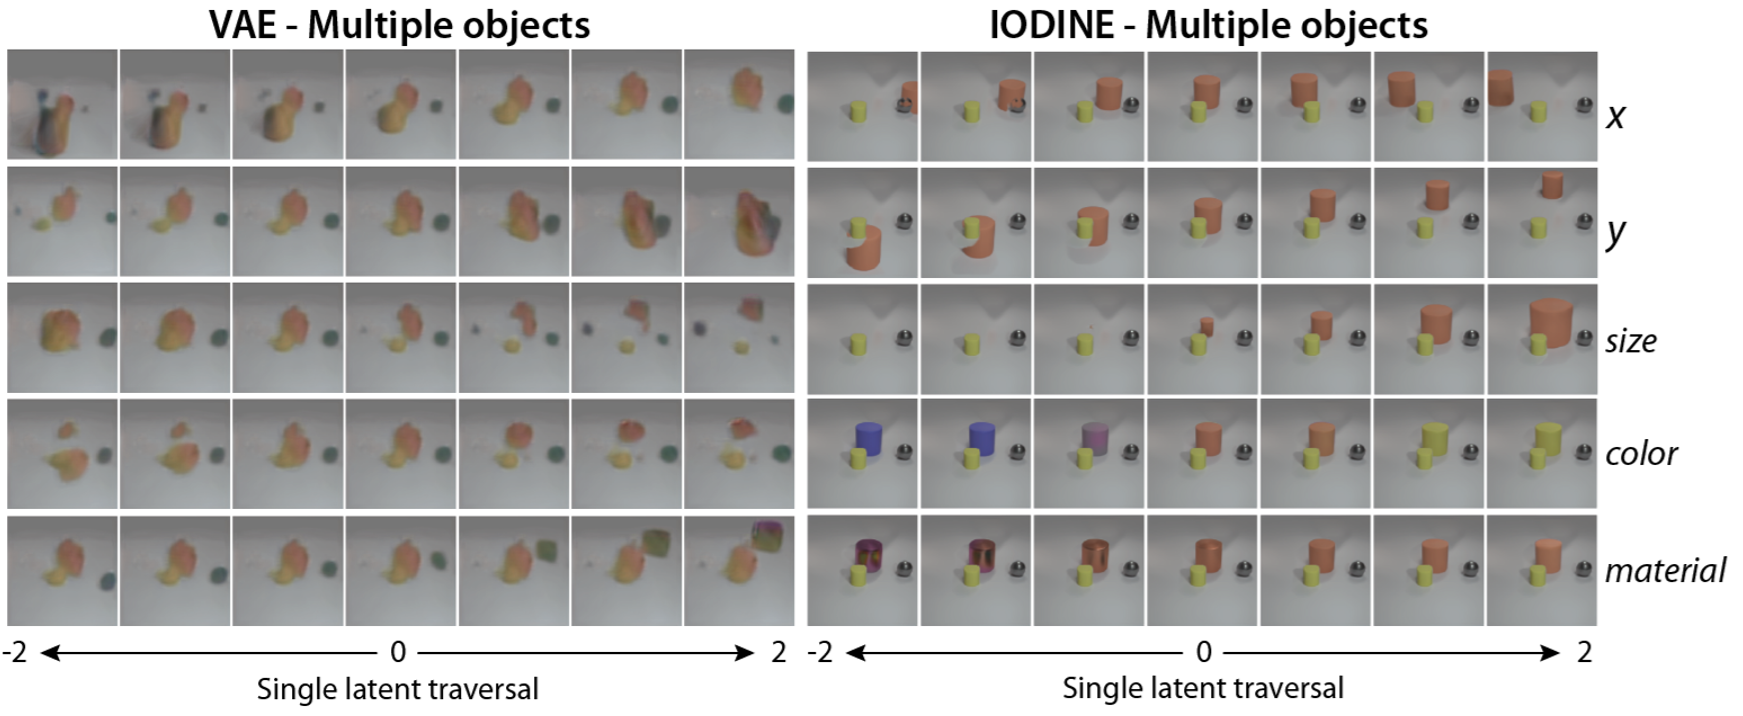 VAE - Multiple objects
IODINE - Multiple objects
x
y
size
color
material
-2 0 2
Single latent traversal
-2 0 2
Single latent traversal